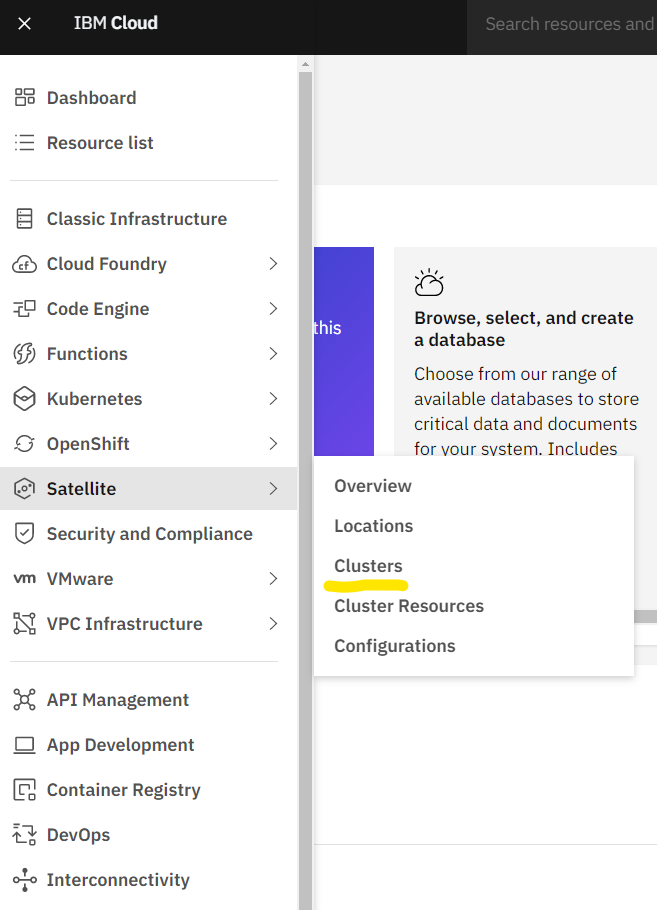 IBM Cloud
Search resources and
Dashboard
Resource list
Classic Infrastructure
Cloud Foundry
Code Engine
Functions
Kubernetes
OpenShift
Satellite
Security and Compliance
vm VMware
VPC Infrastructure
API Management
App Development
Container Registry
DevOps
Interconnectivity
this
Browse, select, and create
a database
Choose from our range of
available databases to store
critical data and documents
for your system. Includes
Overview
Locations
Clusters
Cluster Resources
Configurations